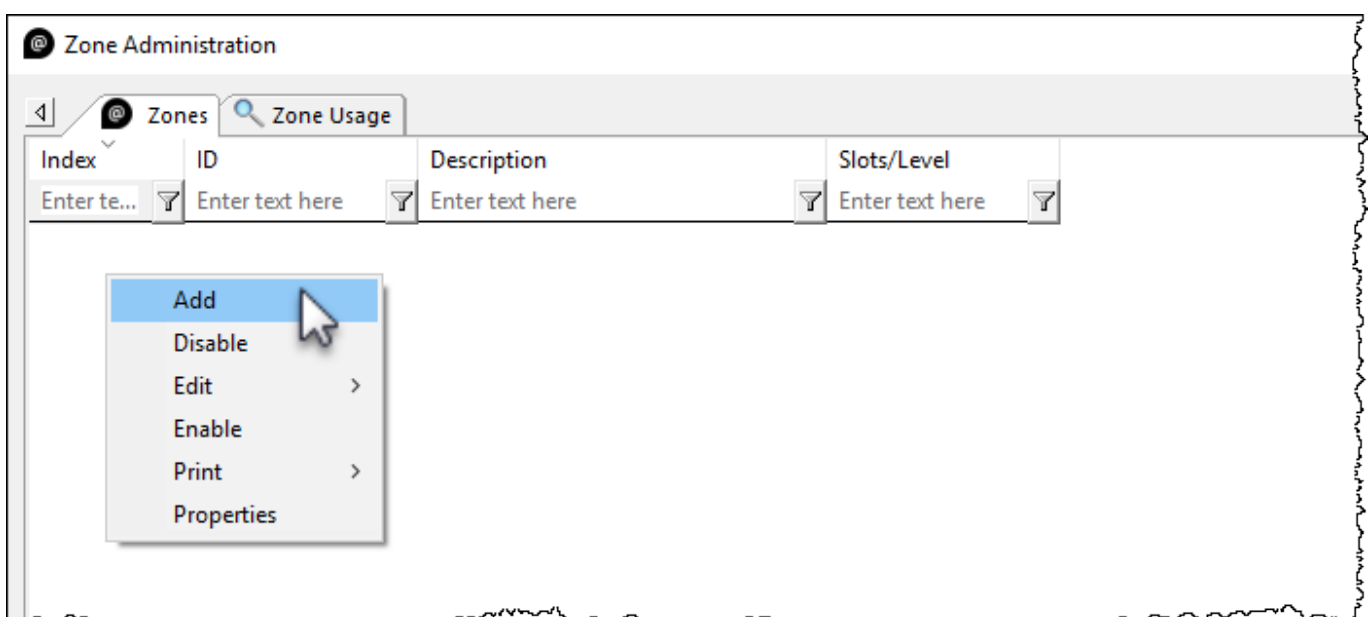 Zone Administration
Zones Zone Usage
Index ID Description Slots/Level
Enter te... Enter text here Enter text here Enter text here
Add
Disable
Edit >
Enable
Print >
Properties